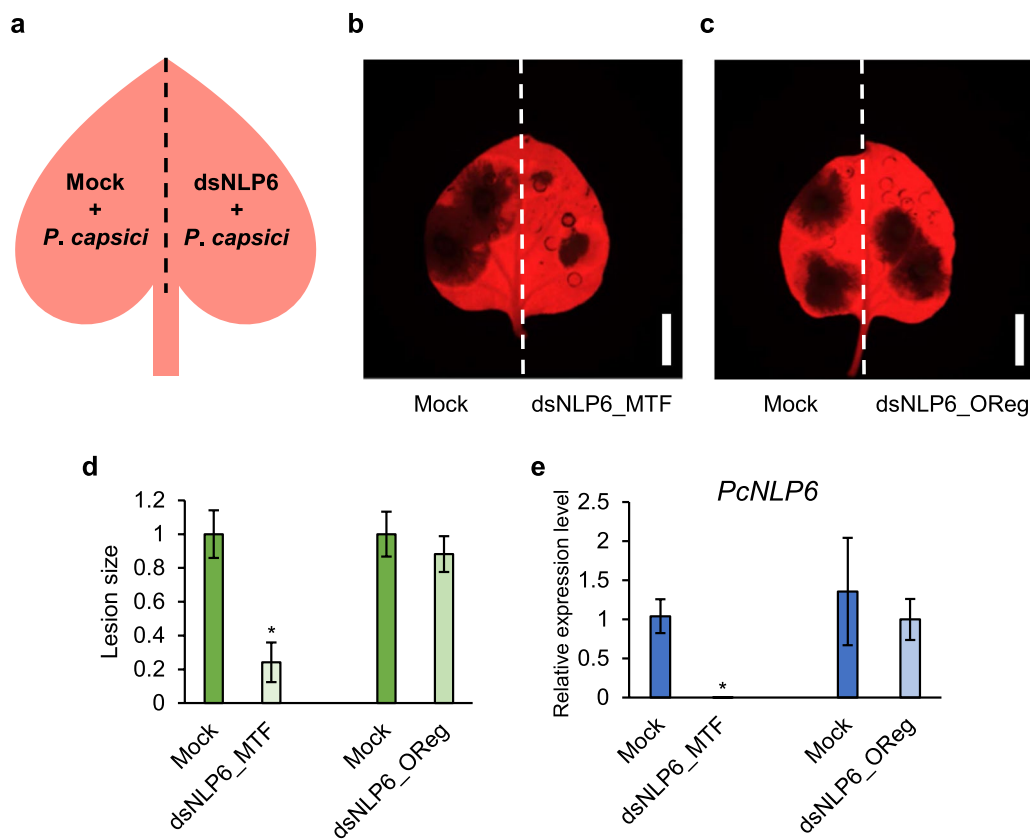 a
Mock
+
P. capsici
dsNLP6
+
P. capsici
b
Mock
dsNLP6_MTF
c
Mock
dsNLP6_OReg
d
Lesion size
1.2
1
0.8
0.6
0.4
0.2
0
*
Mock
dsNLP6_MTF
Mock
dsNLP6_OReg
e
PcNLP6
Relative expression level
2.5
2
1.5
1
0.5
0
*
Mock
dsNLP6_MTF
Mock
dsNLP6_OReg